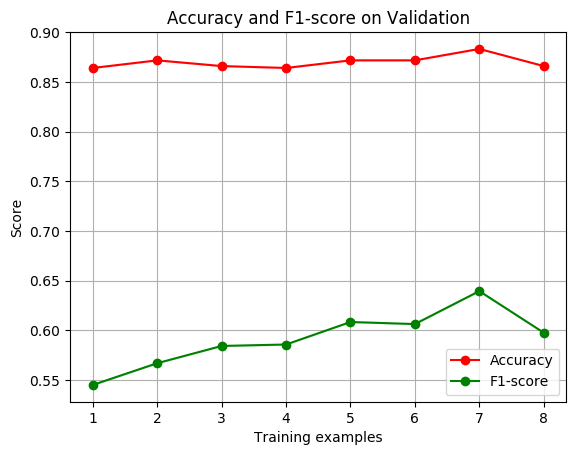 Accuracy and F1-score on Validation
0.90
0.85
0.80
0.75
0.70
0.65
0.60
0.55
Score
Accuracy
F1-score
1 2 3 4 5 6 7 8
Training examples